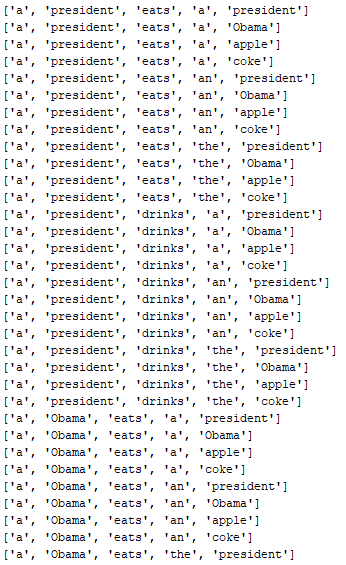 ['a', 'president', 'eats', 'a', 'president']
['a', 'president', 'eats', 'a', 'Obama']
['a', 'president', 'eats', 'a', 'apple']
['a', 'president', 'eats', 'a', 'coke']
['a', 'president', 'eats', 'an', 'president']
['a', 'president', 'eats', 'an', 'Obama']
['a', 'president', 'eats', 'an', 'apple']
['a', 'president', 'eats', 'an', 'coke']
['a', 'president', 'eats', 'the', 'president']
['a', 'president', 'eats', 'the', 'Obama']
['a', 'president', 'eats', 'the', 'apple']
['a', 'president', 'eats', 'the', 'coke']
['a', 'president', 'drinks', 'a', 'president']
['a', 'president', 'drinks', 'a', 'Obama']
['a', 'president', 'drinks', 'a', 'apple']
['a', 'president', 'drinks', 'a', 'coke']
['a', 'president', 'drinks', 'an', 'president']
['a', 'president', 'drinks', 'an', 'Obama']
['a', 'president', 'drinks', 'an', 'apple']
['a', 'president', 'drinks', 'an', 'coke']
['a', 'president', 'drinks', 'the', 'president']
['a', 'president', 'drinks', 'the', 'Obama']
['a', 'president', 'drinks', 'the', 'apple']
['a', 'president', 'drinks', 'the', 'coke']
['a', 'Obama', 'eats', 'a', 'president']
['a', 'Obama', 'eats', 'a', 'Obama']
['a', 'Obama', 'eats', 'a', 'apple']
['a', 'Obama', 'eats', 'a', 'coke']
['a', 'Obama', 'eats', 'an', 'president']
['a', 'Obama', 'eats', 'an', 'Obama']
['a', 'Obama', 'eats', 'an', 'apple']
['a', 'Obama', 'eats', 'an', 'coke']
['a', 'Obama', 'eats', 'the', 'president']